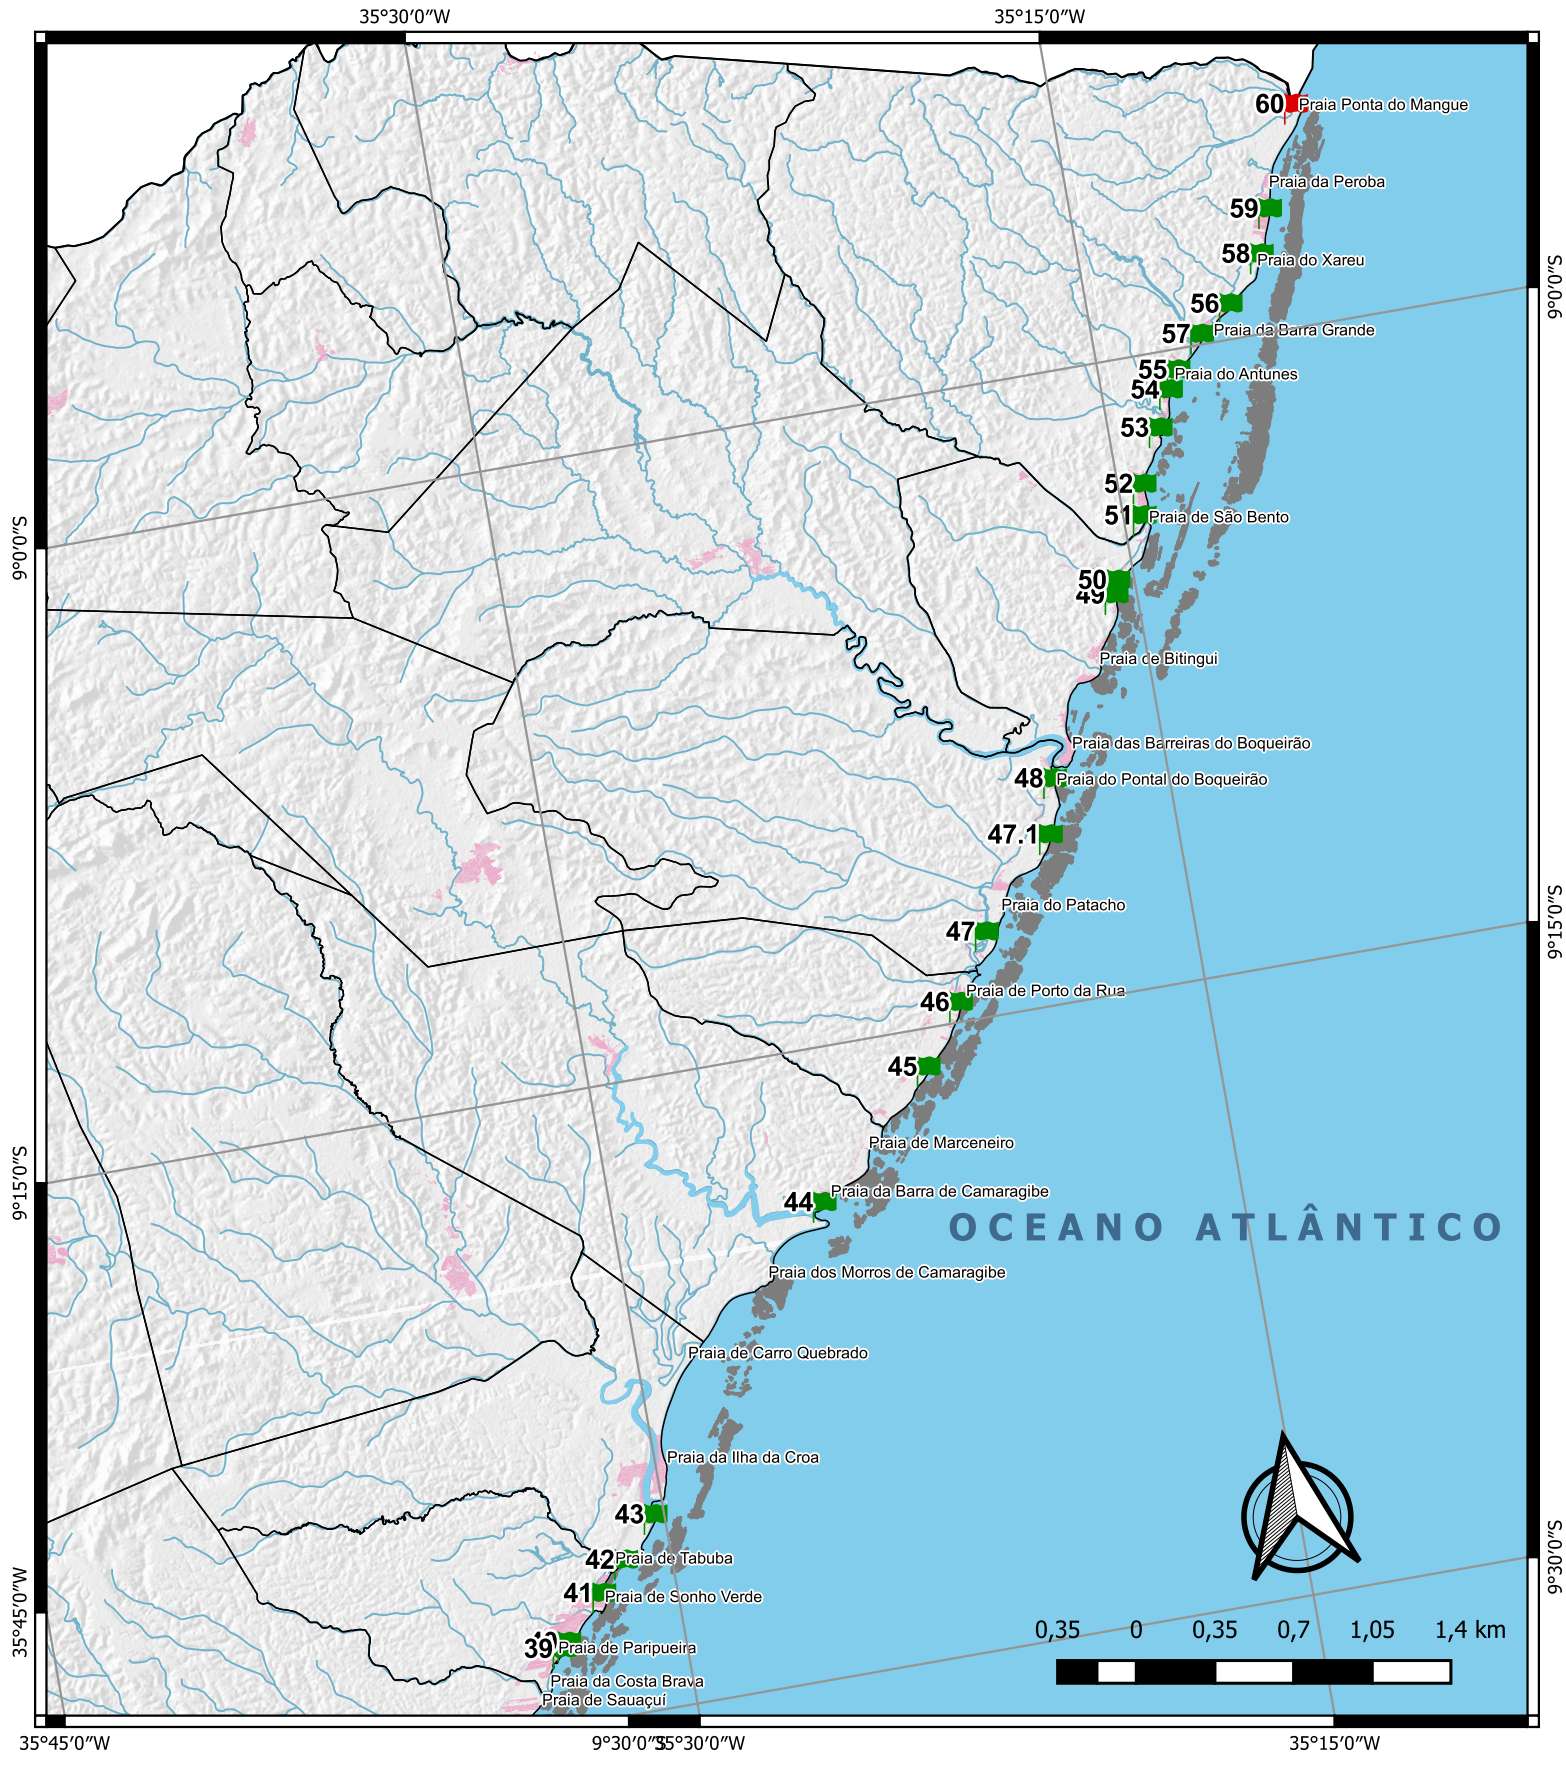 35°30′0″W
35°15′0″W
60
Praia Ponta do Mangue
Praia da Peroba
59
58
Praia do Xareu
9°0′0″S
56
57
Praia da Barra Grande
55
Praia do Antunes
54
53
52
51
Praia de São Bento
9°0′0″S
50
49
Praia de Bitingui
Praia das Barreiras do Boqueirão
48
Praia do Pontal do Boqueirão
47.1
Praia do Patacho
9°15′0″S
47
Praia de Porto da Rua
46
45
Praia de Marceneiro
9°15′0″S
44
Praia da Barra de Camaragibe
OCEANO ATLÂNTICO
Praia dos Morros de Camaragibe
Praia de Carro Quebrado
Praia da Ilha da Croa
43
42
Praia de Tabuba
9°30′0″S
41
Praia de Sonho Verde
35°45′0″W
0,35 0 0,35 0,7 1,05 1,4 km
40
39
Praia de Paripueira
Praia da Costa Brava
Praia de Sauaçuí
35°45′0″W
9°30′0″S
35°30′0″W
35°15′0″W